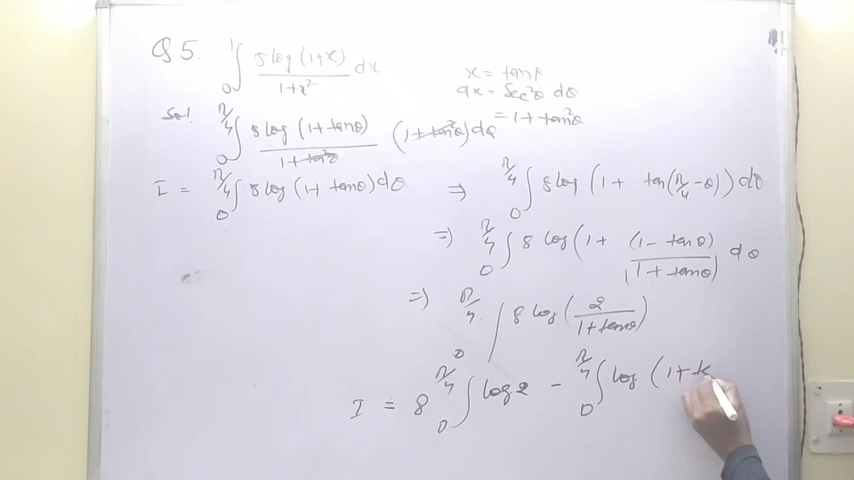 Q 5. ∫₀¹ 8 log (1+x) / 1+x² dx
x = tanθ
dx = Sec²θ dθ
= 1 + tan²θ
Sol. ∫₀^π/4 8 log (1 + tanθ) / 1 + tan²θ (1 + tan²θ) dθ
I = ∫₀^π/4 8 log (1 + tanθ) dθ ⇒ ∫₀^π/4 8 log (1 + tan(π/4 - θ)) dθ
⇒ ∫₀^π/4 8 log (1 + (1 - tanθ) / (1 + tanθ) dθ
⇒ ∫₀^π/4 8 log (2 / 1 + tanθ)
I = 8 ∫₀^π/4 log 2 - ∫₀^π/4 log (1 + t